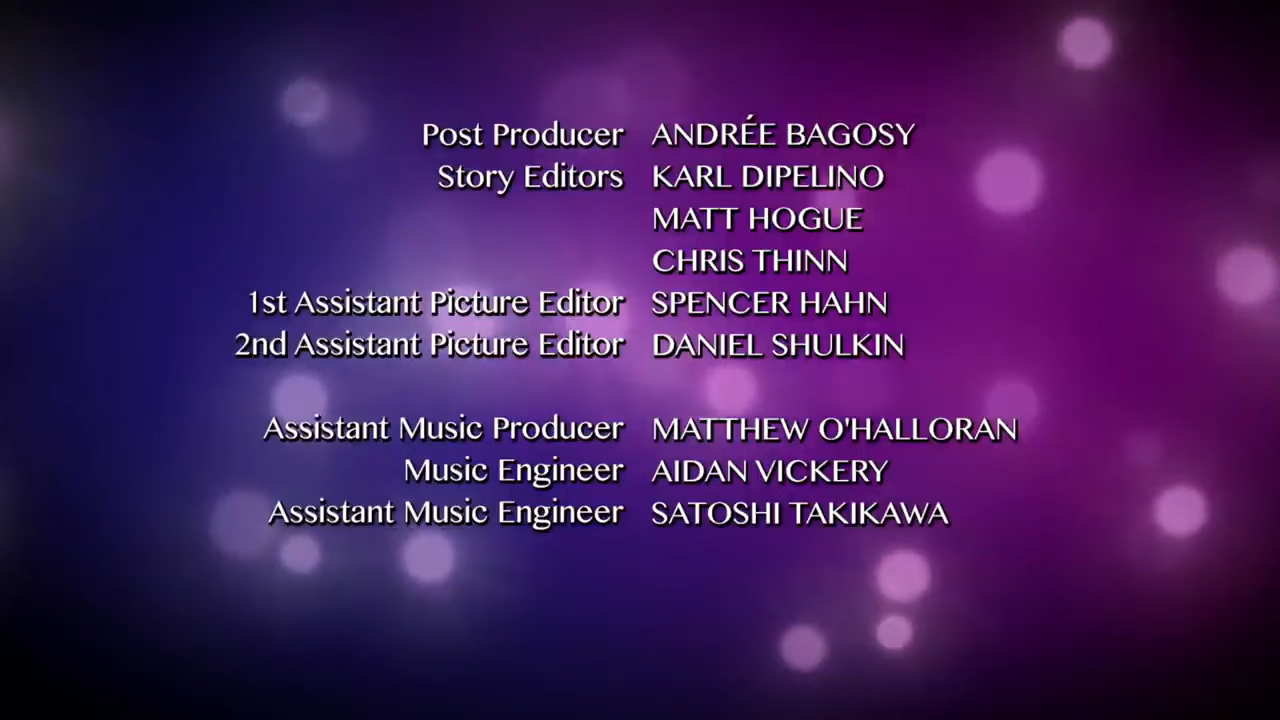 Post Producer ANDRÉE BAGOSY
Story Editors KARL DIPELINO
MATT HOGUE
CHRIS THINN
1st Assistant Picture Editor SPENCER HAHN
2nd Assistant Picture Editor DANIEL SHULKIN
Assistant Music Producer MATTHEW O'HALLORAN
Music Engineer AIDAN VICKERY
Assistant Music Engineer SATOSHI TAKIKAWA